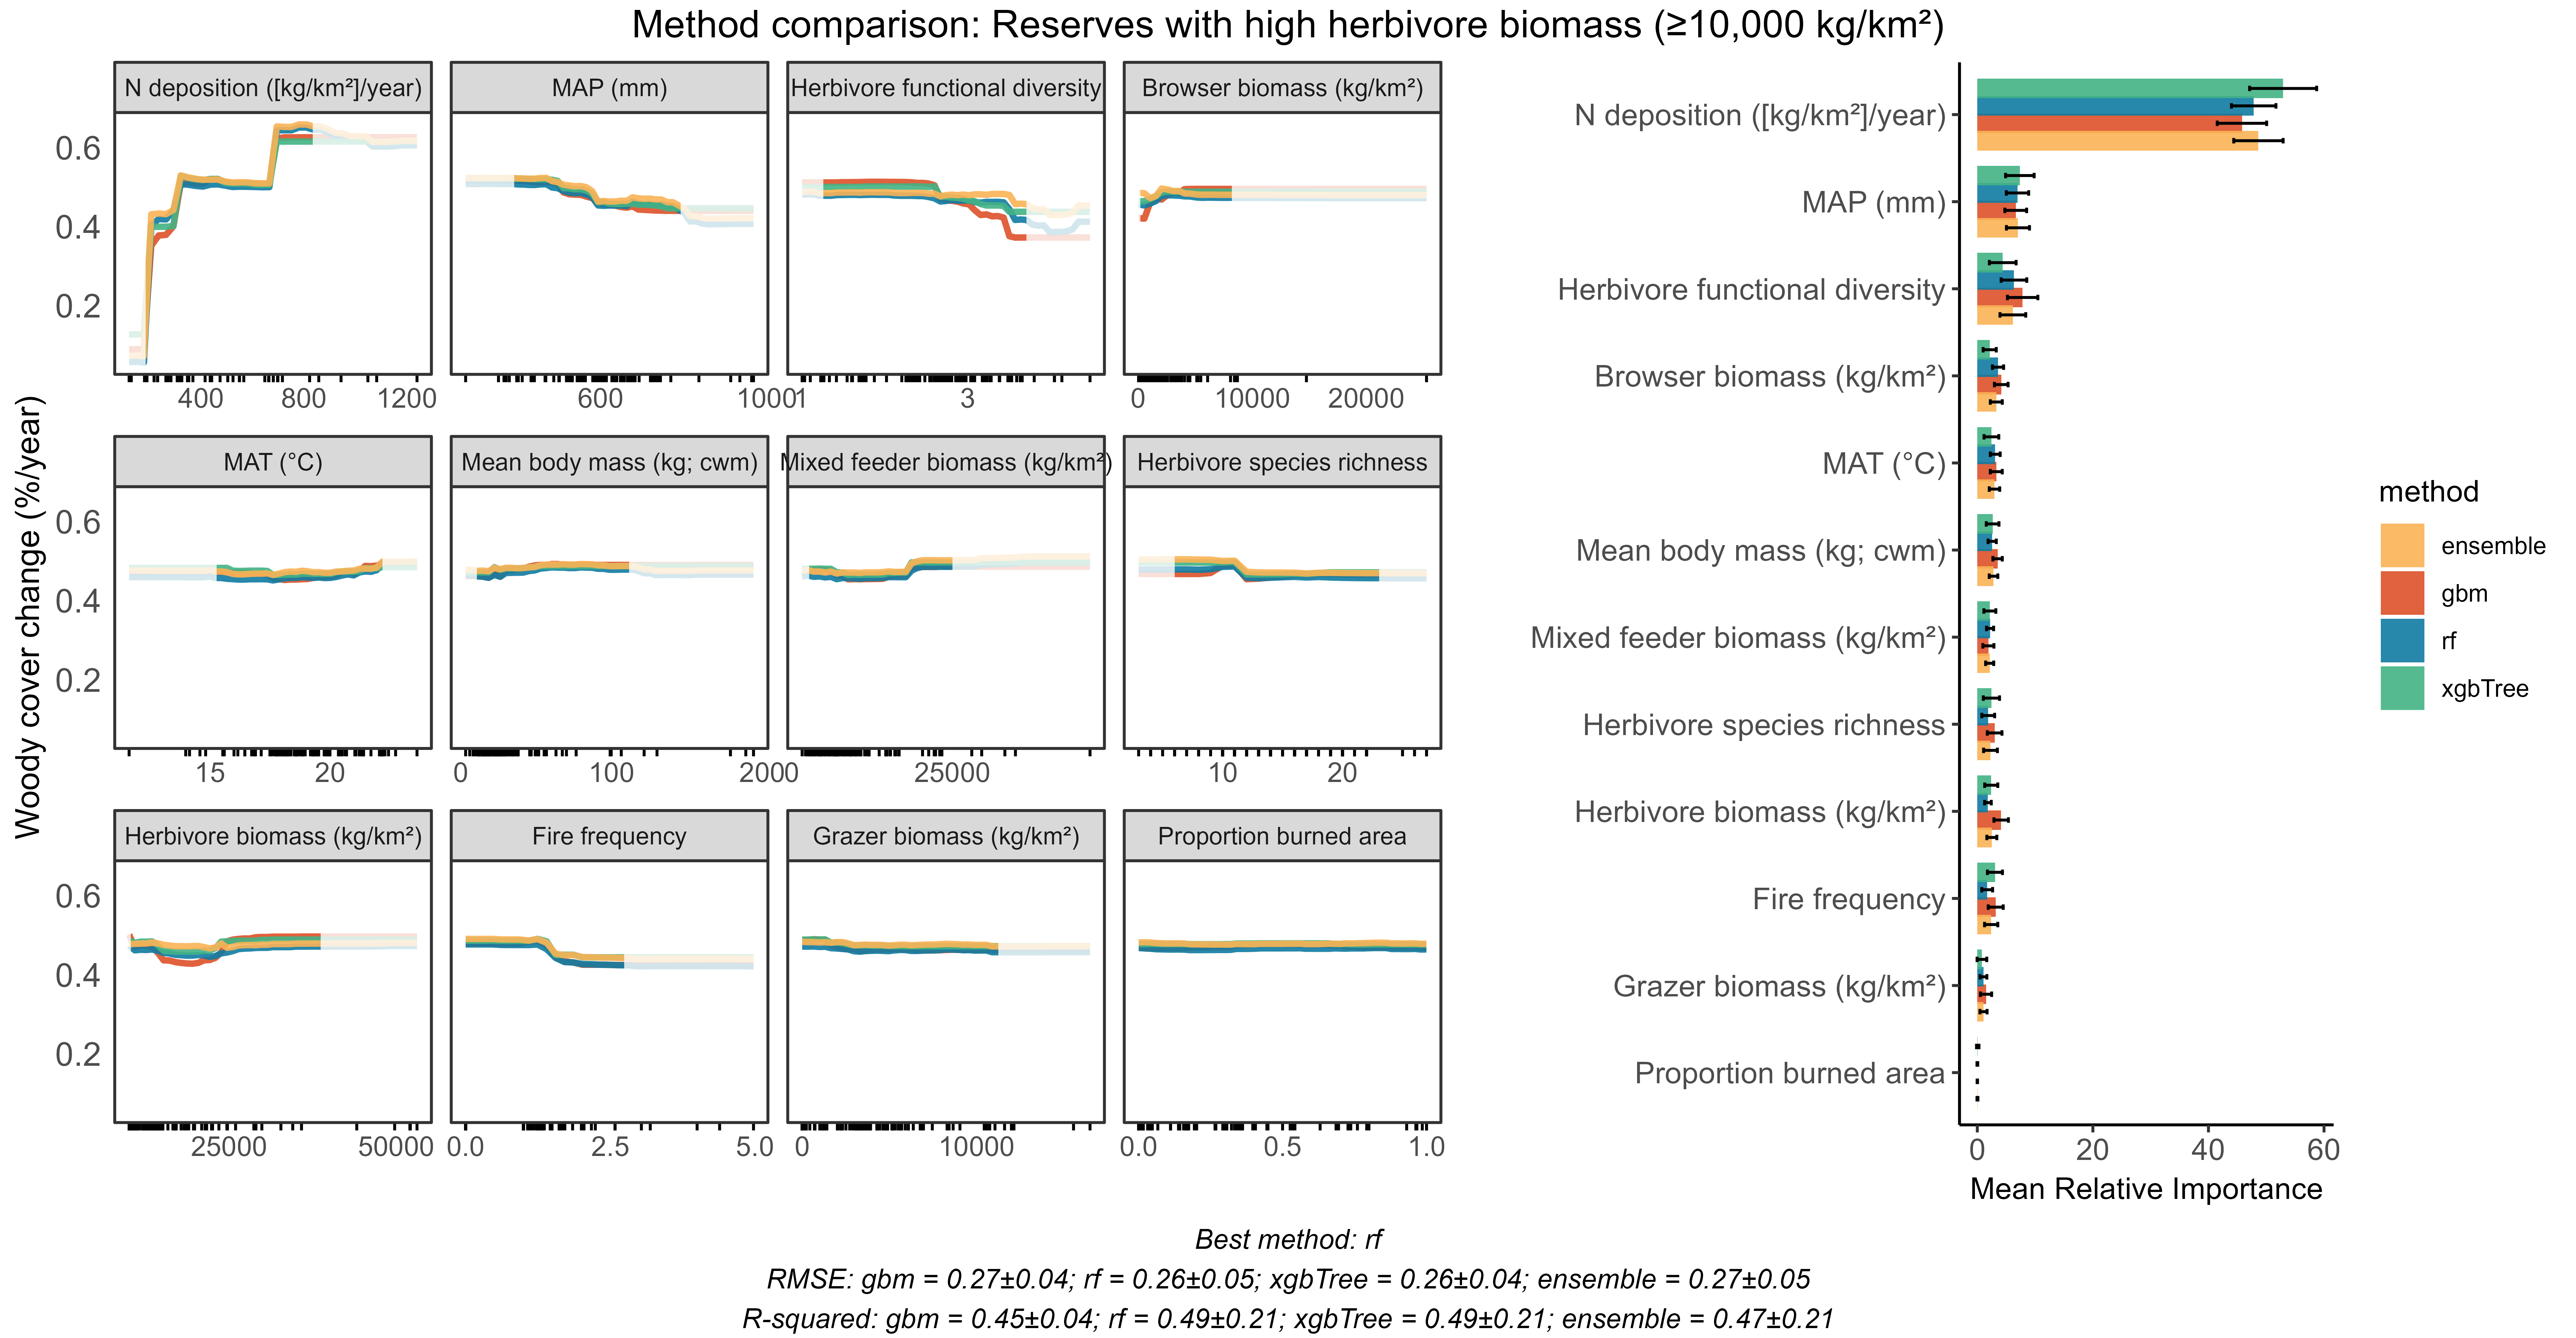 Method comparison: Reserves with high herbivore biomass (≥10,000 kg/km²)
N deposition ([kg/km²]/year)
MAP (mm)
Herbivore functional diversity
Browser biomass (kg/km²)
0.6
0.4
0.2
400 800 1200
600 1000
1 3
0 10000 20000
MAT (°C)
Mean body mass (kg; cwm)
Mixed feeder biomass (kg/km²)
Herbivore species richness
0.6
0.4
0.2
15 20
0 100 200
0 25000
10 20
Herbivore biomass (kg/km²)
Fire frequency
Grazer biomass (kg/km²)
Proportion burned area
0.6
0.4
0.2
25000 50000
0.0 2.5 5.0
0 10000
0.0 0.5 1.0
Woody cover change (%/year)
N deposition ([kg/km²]/year)
MAP (mm)
Herbivore functional diversity
Browser biomass (kg/km²)
MAT (°C)
Mean body mass (kg; cwm)
Mixed feeder biomass (kg/km²)
Herbivore species richness
Herbivore biomass (kg/km²)
Fire frequency
Grazer biomass (kg/km²)
Proportion burned area
0 20 40 60
Mean Relative Importance
method
ensemble
gbm
rf
xgbTree
Best method: rf
RMSE: gbm = 0.27±0.04; rf = 0.26±0.05; xgbTree = 0.26±0.04; ensemble = 0.27±0.05
R-squared: gbm = 0.45±0.04; rf = 0.49±0.21; xgbTree = 0.49±0.21; ensemble = 0.47±0.21